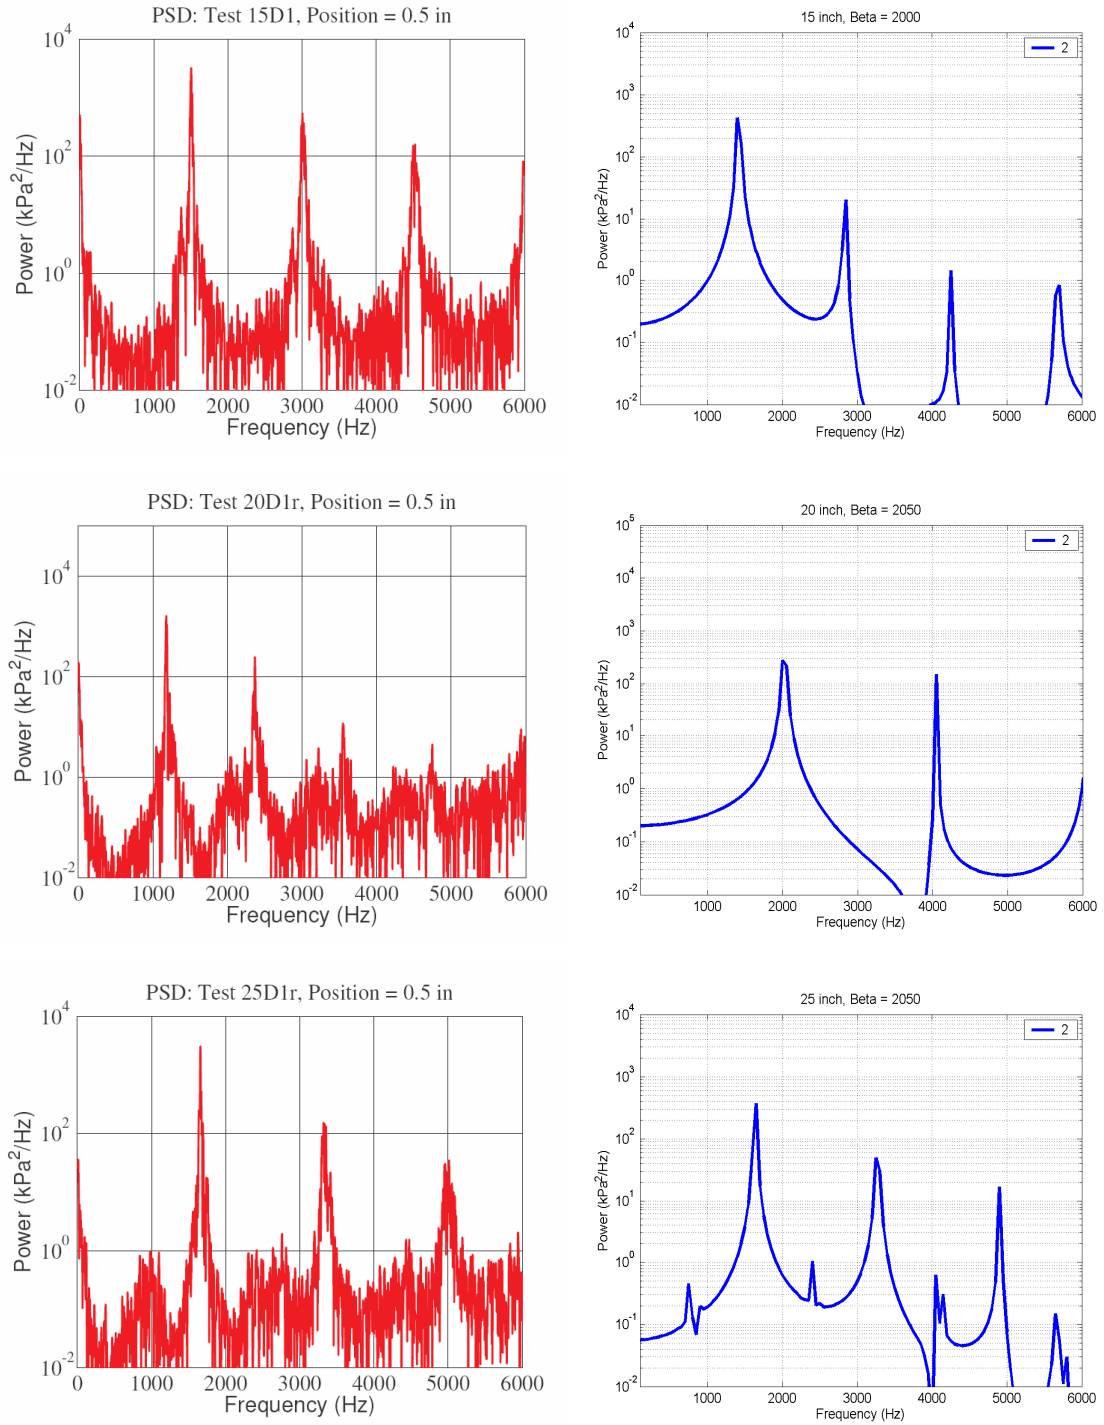 PSD: Test 15D1, Position = 0.5 in
10^4
10^2
10^0
10^-2
Power (kPa^2/Hz)
0 1000 2000 3000 4000 5000 6000
Frequency (Hz)
15 inch, Beta = 2000
2
10^4
10^3
10^2
10^1
10^0
10^-1
10^-2
Power (kPa^2/Hz)
1000 2000 3000 4000 5000 6000
Frequency (Hz)
PSD: Test 20D1r, Position = 0.5 in
10^4
10^2
10^0
10^-2
Power (kPa^2/Hz)
0 1000 2000 3000 4000 5000 6000
Frequency (Hz)
20 inch, Beta = 2050
2
10^5
10^4
10^3
10^2
10^1
10^0
10^-1
10^-2
Power (kPa^2/Hz)
1000 2000 3000 4000 5000 6000
Frequency (Hz)
PSD: Test 25D1r, Position = 0.5 in
10^4
10^2
10^0
10^-2
Power (kPa^2/Hz)
0 1000 2000 3000 4000 5000 6000
Frequency (Hz)
25 inch, Beta = 2050
2
10^4
10^3
10^2
10^1
10^0
10^-1
10^-2
Power (kPa^2/Hz)
1000 2000 3000 4000 5000 6000
Frequency (Hz)